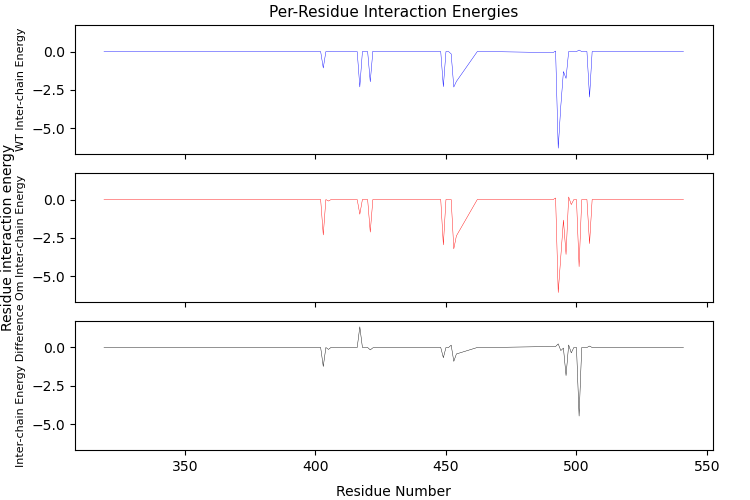 Per-Residue Interaction Energies
Residue interaction energy
WT Inter-chain Energy
0.0
−2.5
−5.0
Om Inter-chain Energy
0.0
−2.5
−5.0
Inter-chain Energy Difference
0.0
−2.5
−5.0
350
400
450
500
550
Residue Number